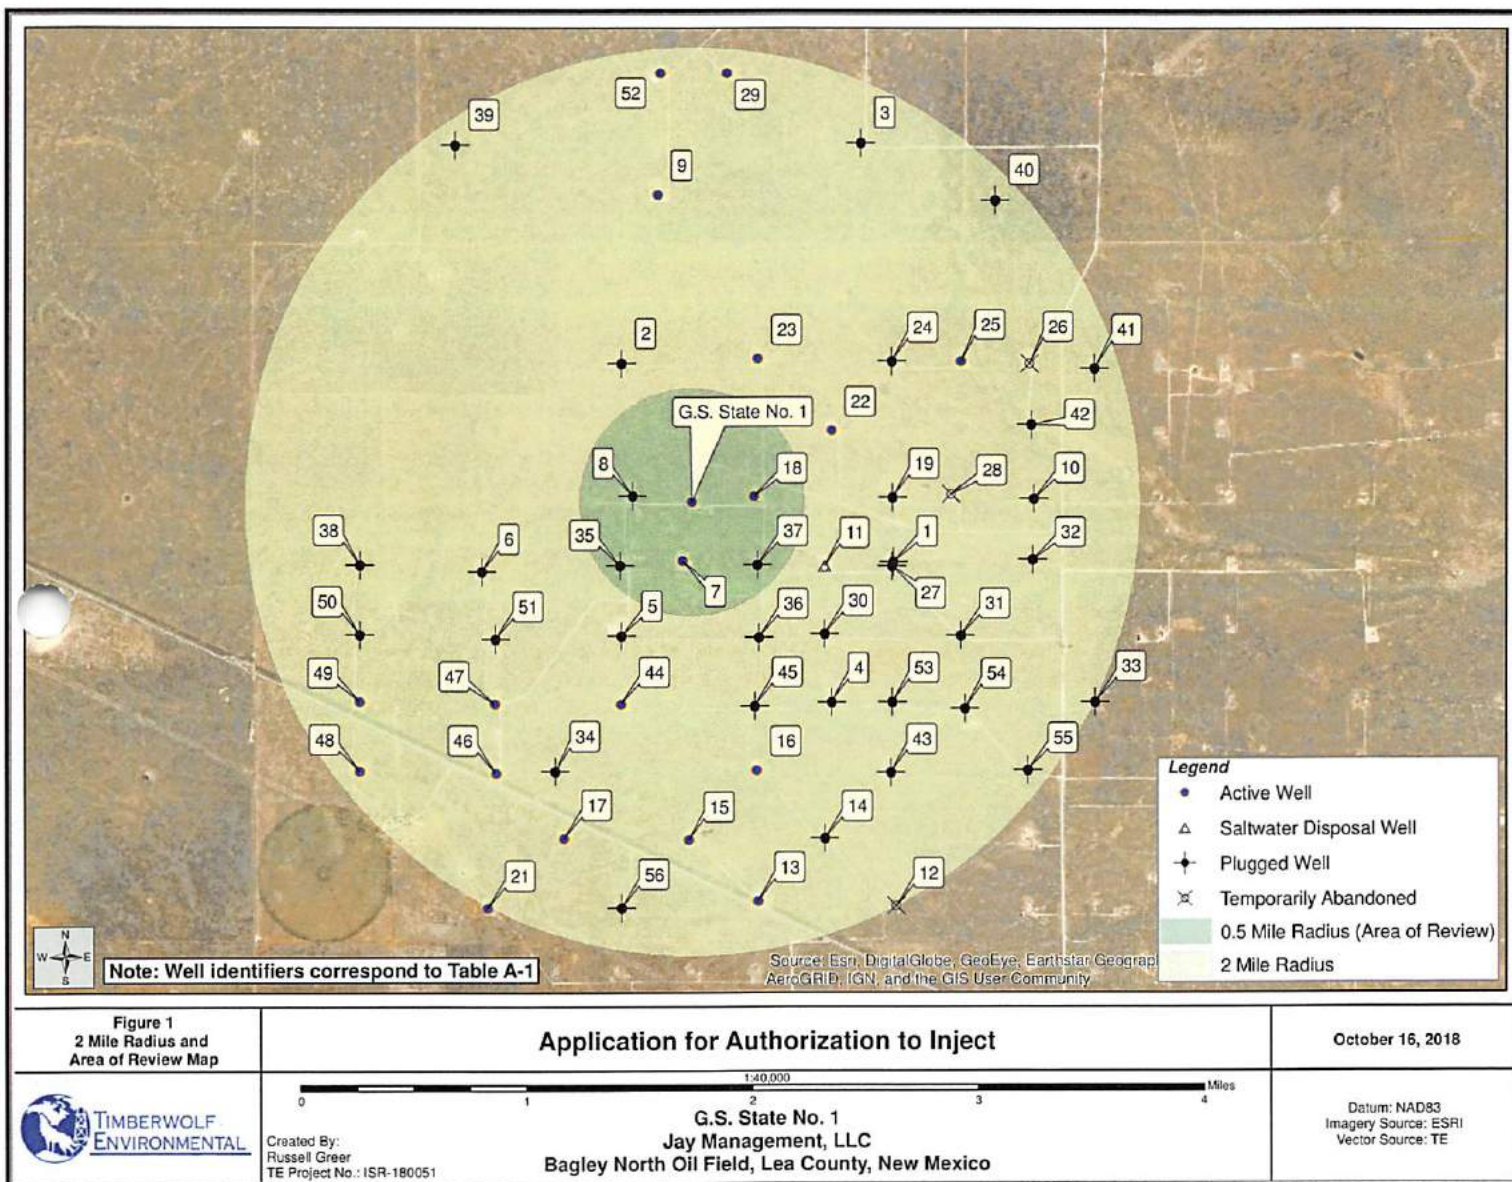 52
29
39
3
9
40
2
23
24
25
26
41
G.S. State No. 1
22
42
8
18
19
28
10
38
6
35
37
11
1
32
7
27
50
51
5
36
30
31
49
47
44
45
4
53
54
33
48
46
34
16
43
55
17
15
14
21
56
13
12
Legend
Active Well
Saltwater Disposal Well
Plugged Well
Temporarily Abandoned
0.5 Mile Radius (Area of Review)
2 Mile Radius
N
W E
S
Note: Well identifiers correspond to Table A-1
Source: Esri, DigitalGlobe, GeoEye, Earthstar Geograp
AeroGRID, IGN, and the GIS User Community
Figure 1
2 Mile Radius and
Area of Review Map
Application for Authorization to Inject
October 16, 2018
TIMBERWOLF
ENVIRONMENTAL
Created By:
Russell Greer
TE Project No.: ISR-180051
1:40,000
0 1 2 3 4 Miles
G.S. State No. 1
Jay Management, LLC
Bagley North Oil Field, Lea County, New Mexico
Datum: NAD83
Imagery Source: ESRI
Vector Source: TE